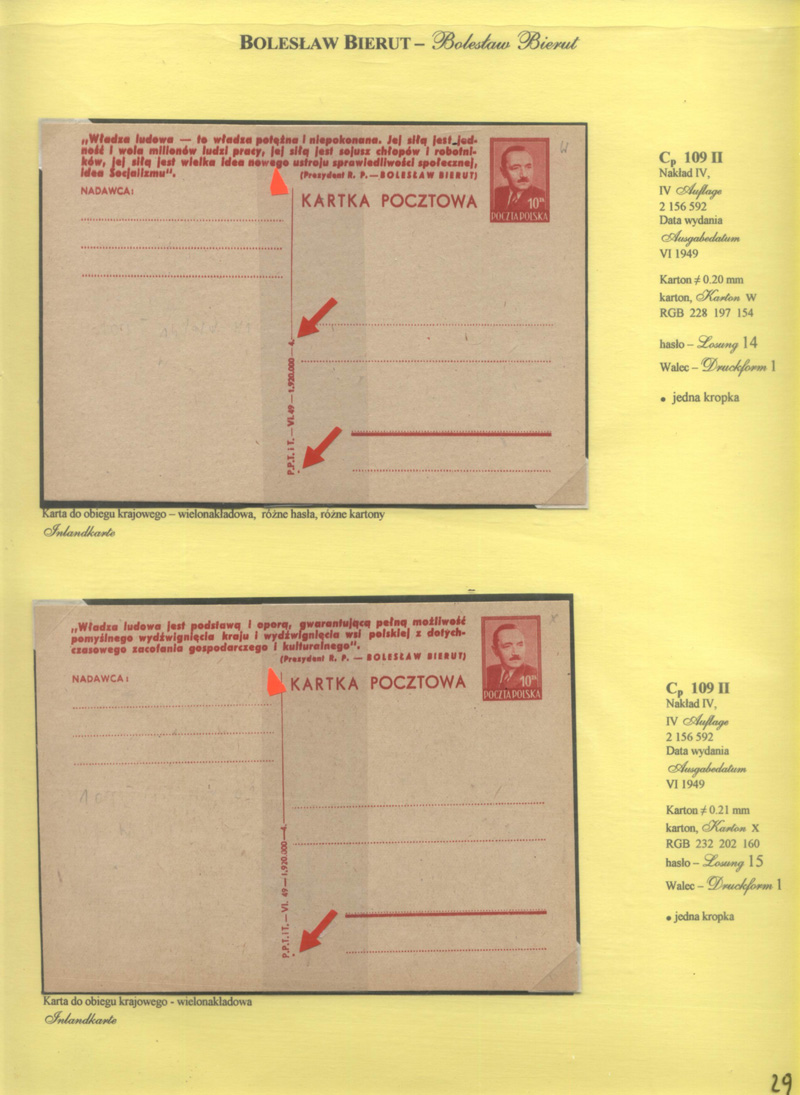 BOLESŁAW BIERUT – Bolesław Bierut
„Władza ludowa — to władza potężna i niepokonana. Jej siłą jest jed-
ność i wola milionów ludzi pracy, jej siłą jest sojusz chłopów i robotni-
ków, jej siłą jest wielka idea nowego ustroju sprawiedliwości społecznej,
idea Socjalizmu".
(Prezydent R. P. — BOLESŁAW BIERUT)
NADAWCA:
KARTKA POCZTOWA
10 ZŁ
POCZTA POLSKA
W
P.P.T. i T. — VI. 49 — 1.920.000 — 4.
Cp 109 II
Nakład IV,
IV Auflage
2 156 592
Data wydania
Ausgabedatum
VI 1949
Karton ≠ 0.20 mm
karton, Karton W
RGB 228 197 154
hasło – Losung 14
Walec – Druckform 1
• jedna kropka
Karta do obiegu krajowego – wielonakładowa, różne hasła, różne kartony
Inlandkarte
„Władza ludowa jest podstawą i oporą, gwarantującą pełną możliwość
pomyślnego wydźwignięcia kraju i wydźwignięcia wsi polskiej z dotych-
czasowego zacofania gospodarczego i kulturalnego".
(Prezydent R. P. — BOLESŁAW BIERUT)
NADAWCA:
KARTKA POCZTOWA
10 ZŁ
POCZTA POLSKA
X
P.P.T. i T. — VI. 49 — 1.920.000 — 4.
Cp 109 II
Nakład IV,
IV Auflage
2 156 592
Data wydania
Ausgabedatum
VI 1949
Karton ≠ 0.21 mm
karton, Karton X
RGB 232 202 160
hasło – Losung 15
Walec – Druckform 1
• jedna kropka
Karta do obiegu krajowego - wielonakładowa
Inlandkarte
29